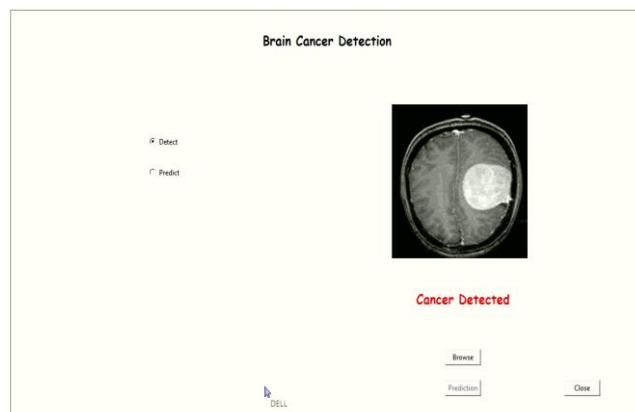 Brain Cancer Detection
Detect
Predict
Cancer Detected
Browse
Prediction
Close
DELL